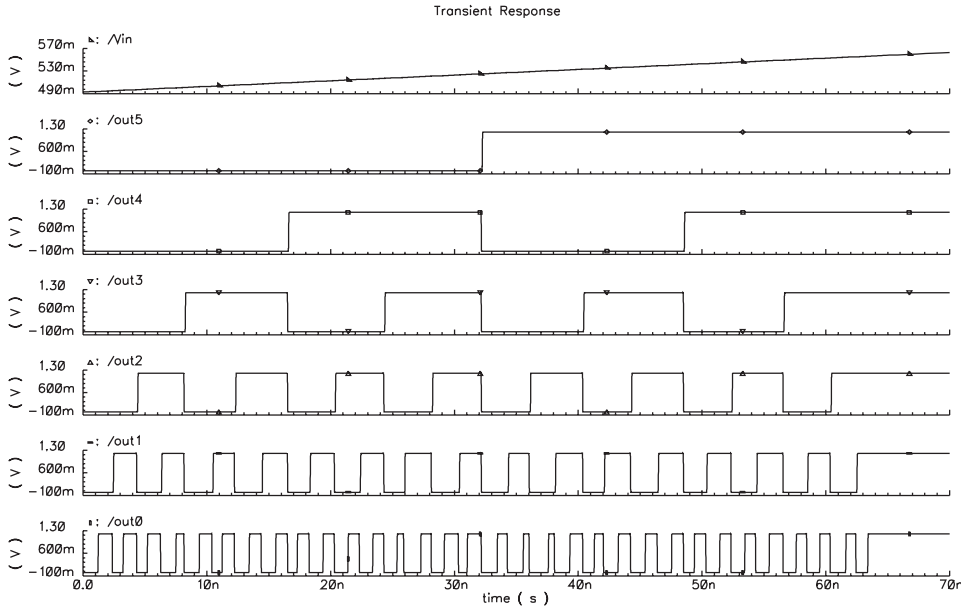 Transient Response
570m : /Vin
530m
490m
( V )
1.30 : /out5
600m
-100m
( V )
1.30 : /out4
600m
-100m
( V )
1.30 : /out3
600m
-100m
( V )
1.30 : /out2
600m
-100m
( V )
1.30 : /out1
600m
-100m
( V )
1.30 : /out0
600m
-100m
( V )
0.0 10n 20n 30n 40n 50n 60n 70n
time ( s )